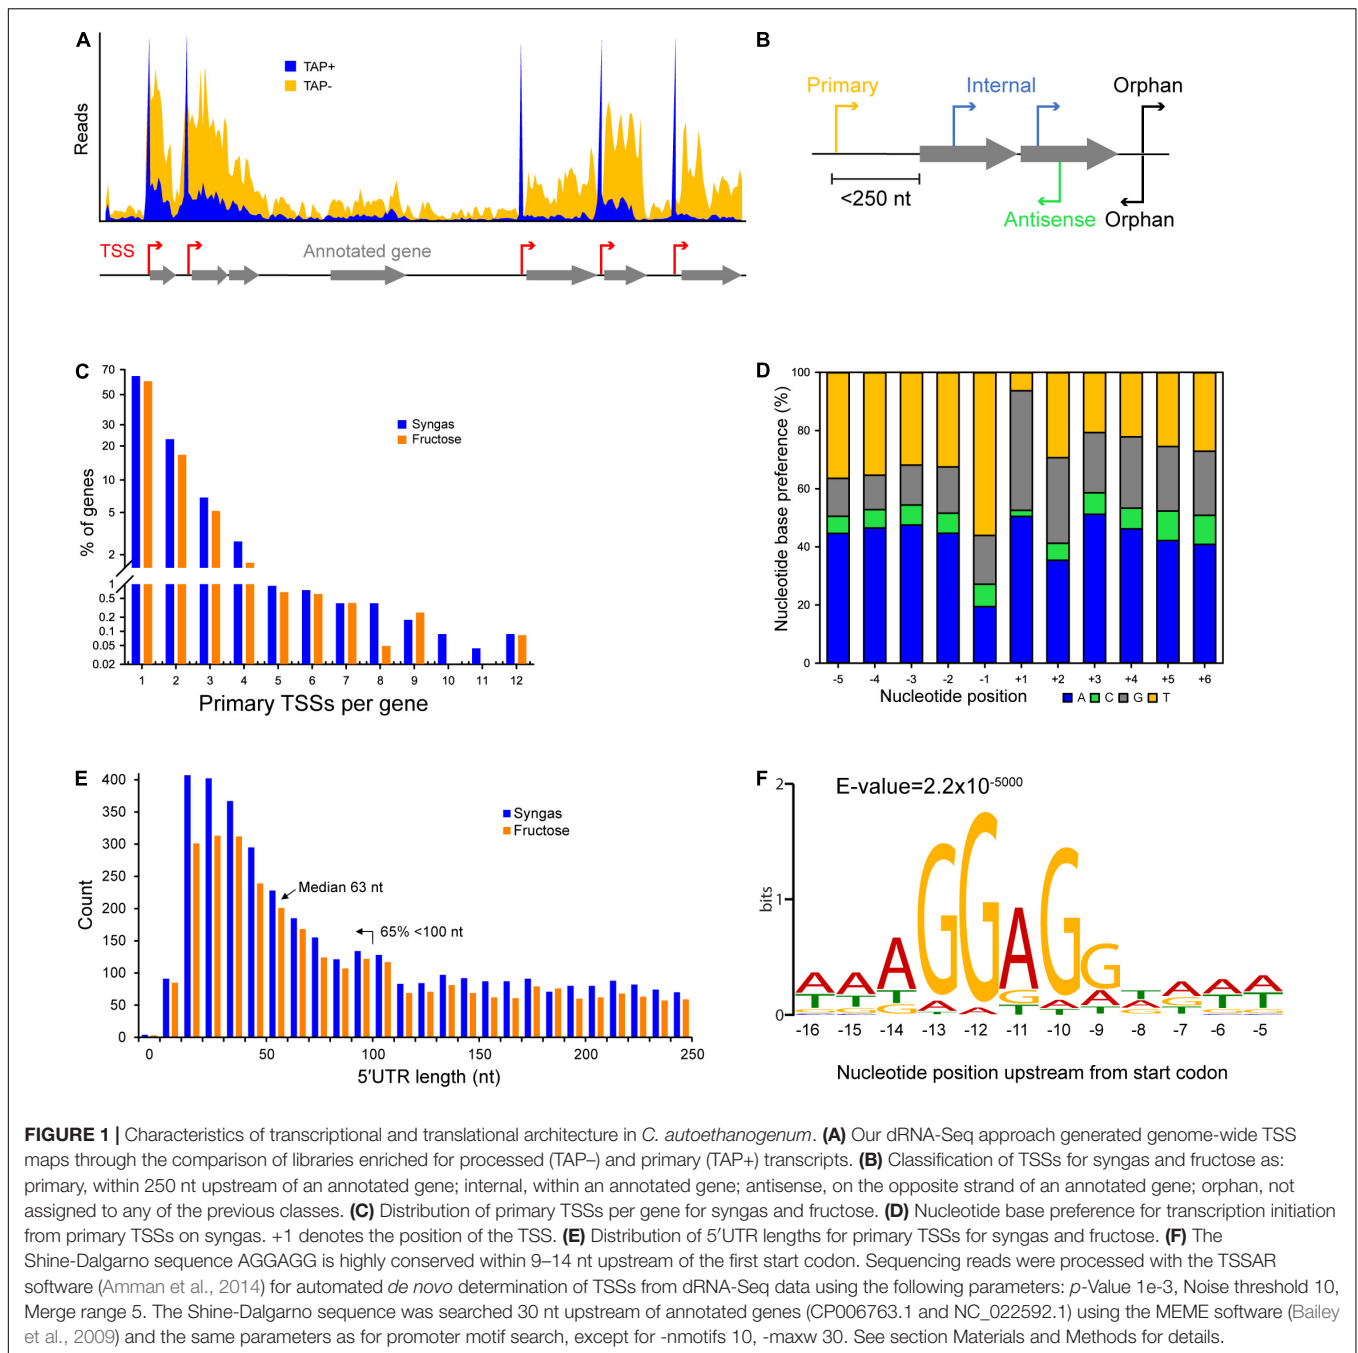 A
TAP+
TAP-
Reads
TSS
Annotated gene
B
Primary
Internal
Orphan
<250 nt
Antisense
Orphan
C
% of genes
70
50
30
20
10
5
2
1
0.5
0.2
0.1
0.05
0.02
Syngas
Fructose
1 2 3 4 5 6 7 8 9 10 11 12
Primary TSSs per gene
D
Nucleotide base preference (%)
100
80
60
40
20
0
-5 -4 -3 -2 -1 +1 +2 +3 +4 +5 +6
Nucleotide position
A C G T
E
Count
400
350
300
250
200
150
100
50
0
Syngas
Fructose
Median 63 nt
65% <100 nt
0 50 100 150 200 250
5'UTR length (nt)
F
E-value=2.2x10-5000
bits
2
1
0
-16 -15 -14 -13 -12 -11 -10 -9 -8 -7 -6 -5
Nucleotide position upstream from start codon
FIGURE 1 | Characteristics of transcriptional and translational architecture in C. autoethanogenum. (A) Our dRNA-Seq approach generated genome-wide TSS
maps through the comparison of libraries enriched for processed (TAP–) and primary (TAP+) transcripts. (B) Classification of TSSs for syngas and fructose as:
primary, within 250 nt upstream of an annotated gene; internal, within an annotated gene; antisense, on the opposite strand of an annotated gene; orphan, not
assigned to any of the previous classes. (C) Distribution of primary TSSs per gene for syngas and fructose. (D) Nucleotide base preference for transcription initiation
from primary TSSs on syngas. +1 denotes the position of the TSS. (E) Distribution of 5′UTR lengths for primary TSSs for syngas and fructose. (F) The
Shine-Dalgarno sequence AGGAGG is highly conserved within 9–14 nt upstream of the first start codon. Sequencing reads were processed with the TSSAR
software (Amman et al., 2014) for automated de novo determination of TSSs from dRNA-Seq data using the following parameters: p-Value 1e-3, Noise threshold 10,
Merge range 5. The Shine-Dalgarno sequence was searched 30 nt upstream of annotated genes (CP006763.1 and NC_022592.1) using the MEME software (Bailey
et al., 2009) and the same parameters as for promoter motif search, except for -nmotifs 10, -maxw 30. See section Materials and Methods for details.